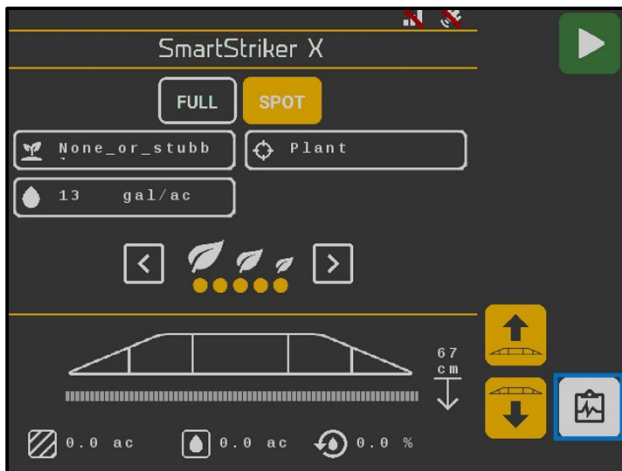 SmartStriker X
FULL SPOT
None_or_stubb Plant
13 gal/ac
67
cm
0.0 ac 0.0 ac 0.0 %